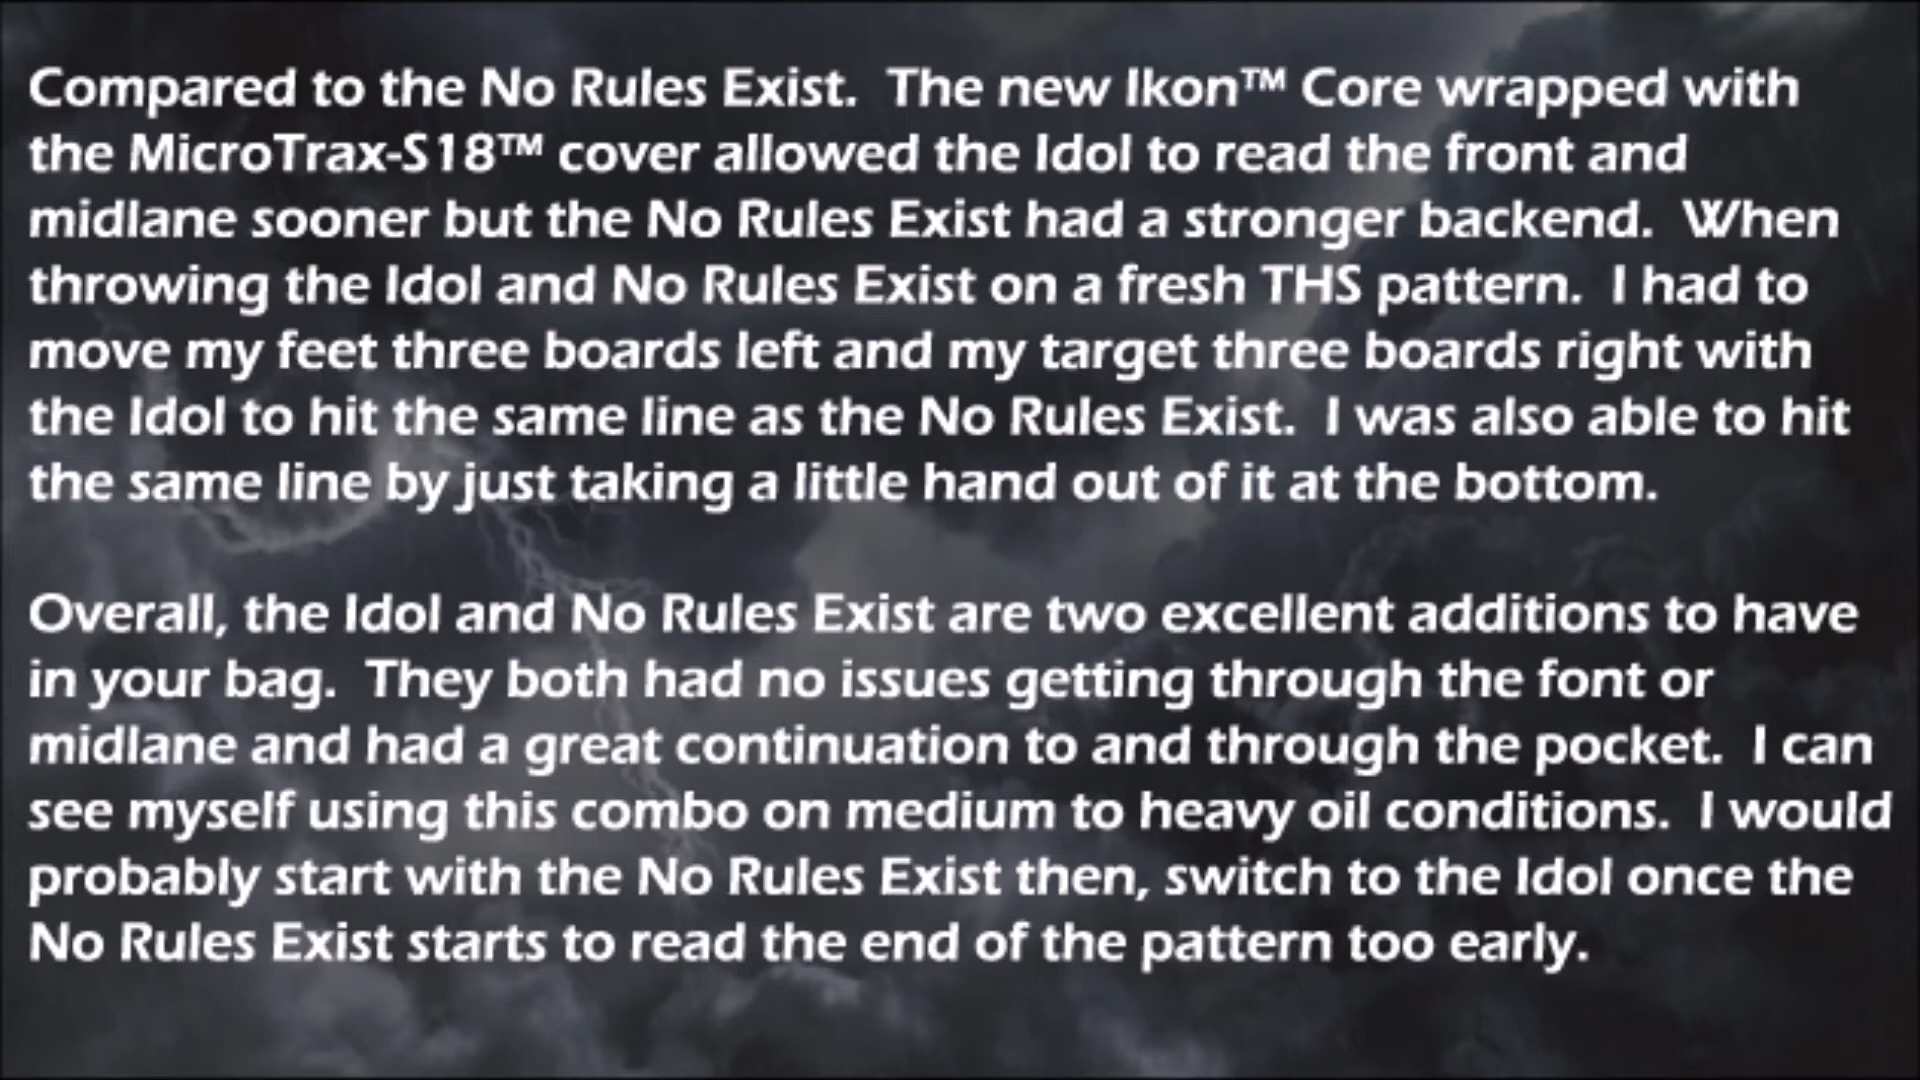 Compared to the No Rules Exist.  The new Ikon™ Core wrapped with
the MicroTrax-S18™ cover allowed the Idol to read the front and
midlane sooner but the No Rules Exist had a stronger backend.  When
throwing the Idol and No Rules Exist on a fresh THS pattern.  I had to
move my feet three boards left and my target three boards right with
the Idol to hit the same line as the No Rules Exist.  I was also able to hit
the same line by just taking a little hand out of it at the bottom.
Overall, the Idol and No Rules Exist are two excellent additions to have
in your bag.  They both had no issues getting through the font or
midlane and had a great continuation to and through the pocket.  I can
see myself using this combo on medium to heavy oil conditions.  I would
probably start with the No Rules Exist then, switch to the Idol once the
No Rules Exist starts to read the end of the pattern too early.